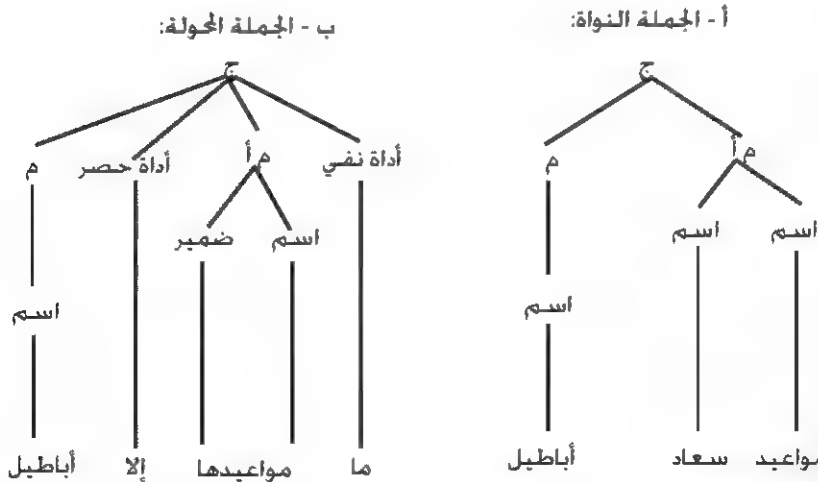 أ - الجملة النواة:
ج
م أ
م
اسم
اسم
اسم
مواعيد
سعاد
أباطيل
ب - الجملة المحولة:
ج
أداة نفي
م أ
أداة حصر
م
اسم
ضمير
اسم
ما
مواعيدها
إلا
أباطيل